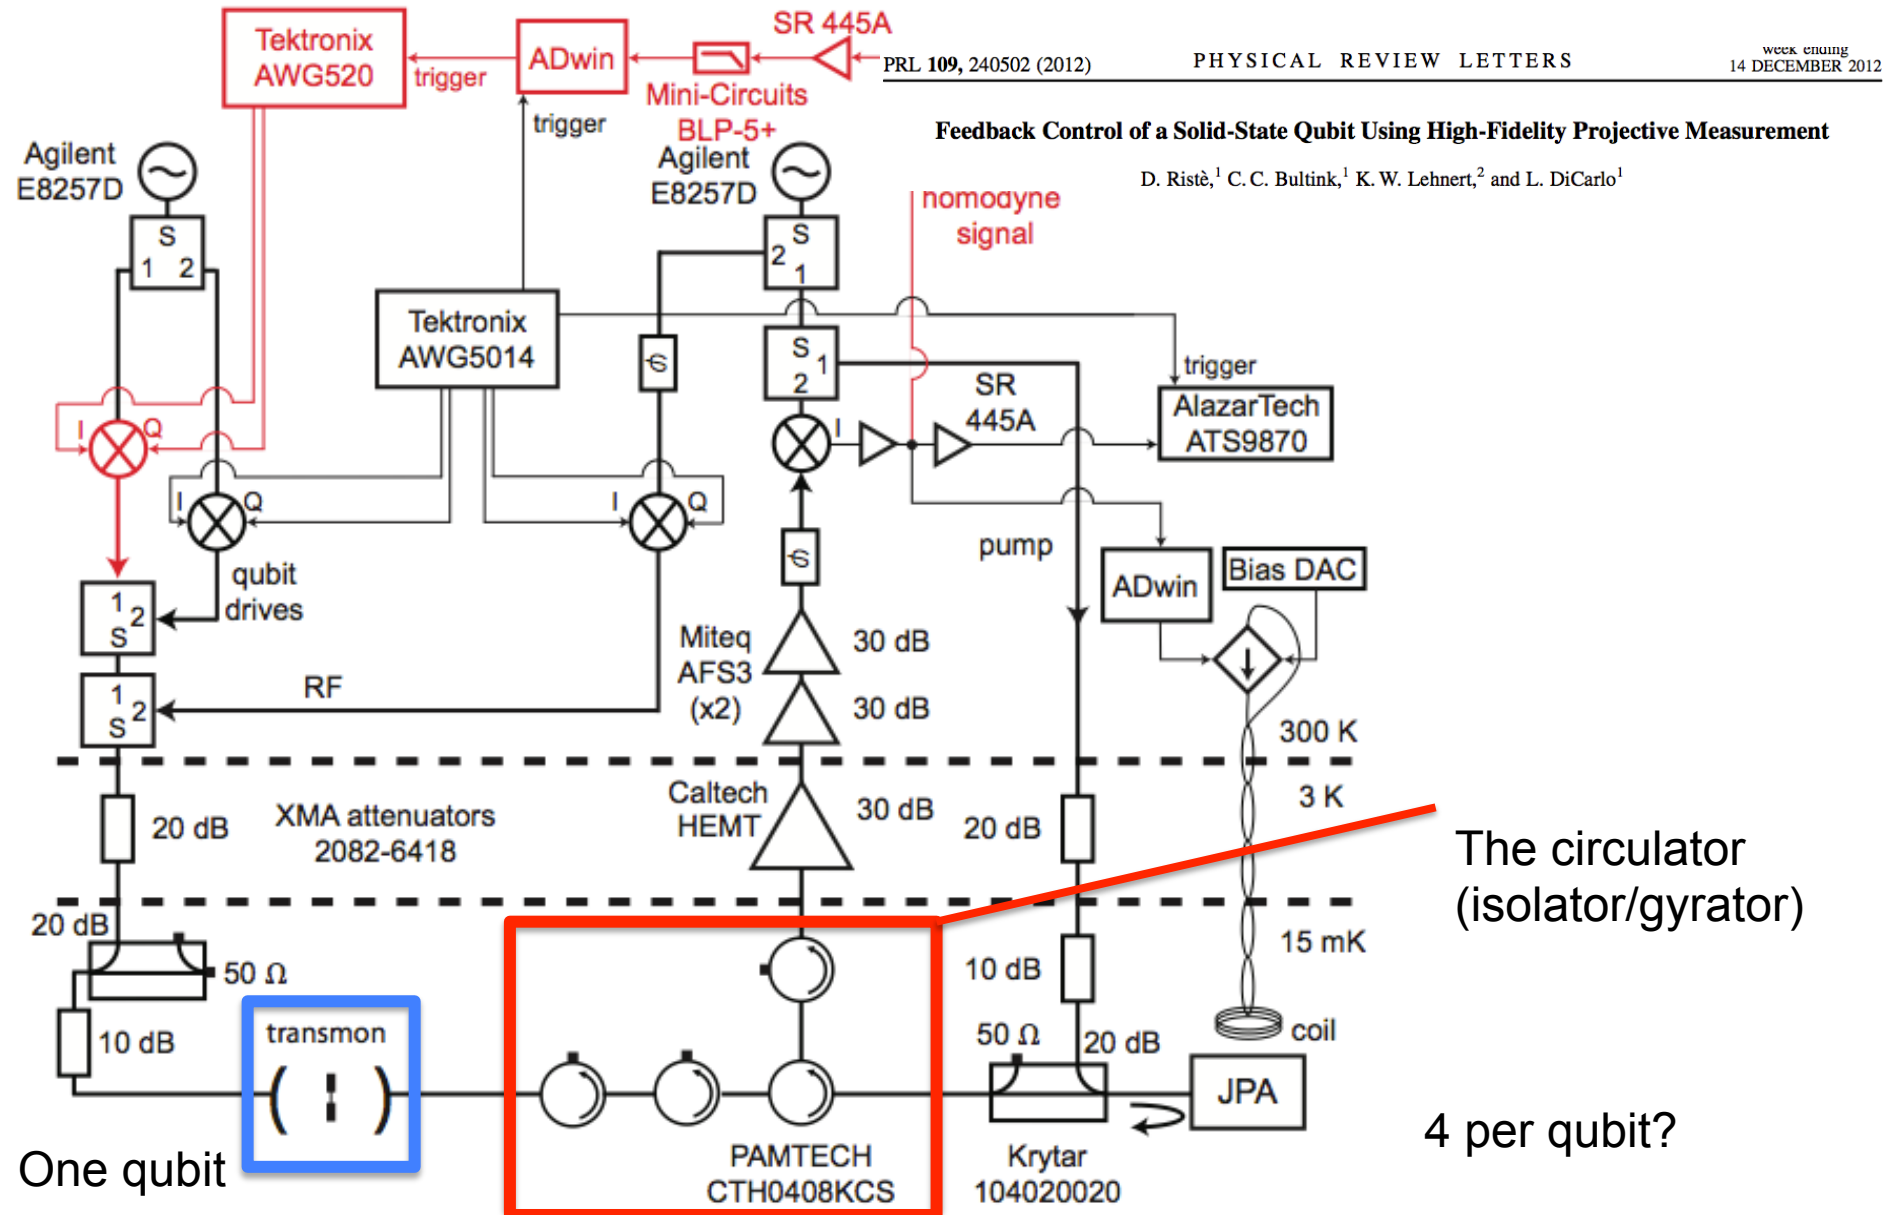 SR 445A
Tektronix
AWG520
trigger
ADwin
Mini-Circuits
BLP-5+
trigger
PRL 109, 240502 (2012)
PHYSICAL REVIEW LETTERS
week ending
14 DECEMBER 2012
Feedback Control of a Solid-State Qubit Using High-Fidelity Projective Measurement
D. Ristè,1 C. C. Bultink,1 K. W. Lehnert,2 and L. DiCarlo1
Agilent
E8257D
S
1 2
Agilent
E8257D
S
2
1
homodyne
signal
Tektronix
AWG5014
ϕ
S
1
2
trigger
SR
445A
AlazarTech
ATS9870
I
Q
I
I
Q
I
Q
qubit
drives
pump
ADwin
Bias DAC
ϕ
1
2
S
Miteq
AFS3
(x2)
30 dB
30 dB
RF
1
2
S
300 K
3 K
20 dB
XMA attenuators
2082-6418
Caltech
HEMT
30 dB
20 dB
The circulator
(isolator/gyrator)
20 dB
50 Ω
10 dB
15 mK
10 dB
transmon
50 Ω
20 dB
coil
JPA
One qubit
PAMTECH
CTH0408KCS
Krytar
104020020
4 per qubit?